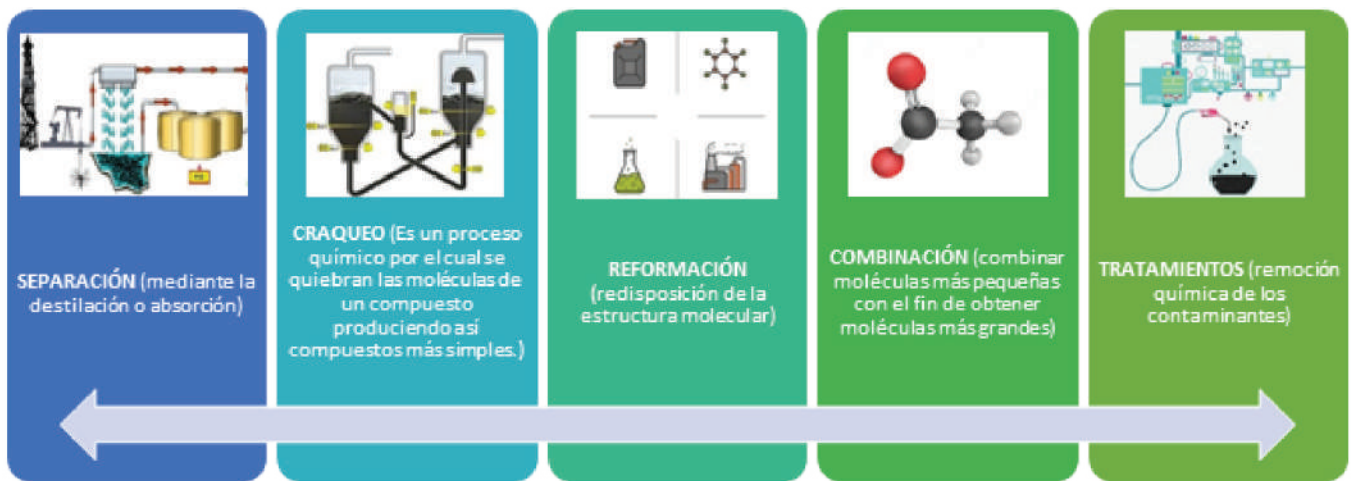 SEPARACIÓN (mediante la
destilación o absorción)
CRAQUEO (Es un proceso
químico por el cual se
quiebran las moléculas de
un compuesto
produciendo así
compuestos más simples.)
REFORMACIÓN
(redisposición de la
estructura molecular)
COMBINACIÓN (combinar
moléculas más pequeñas
con el fin de obtener
moléculas más grandes)
TRATAMIENTOS (remoción
química de los
contaminantes)